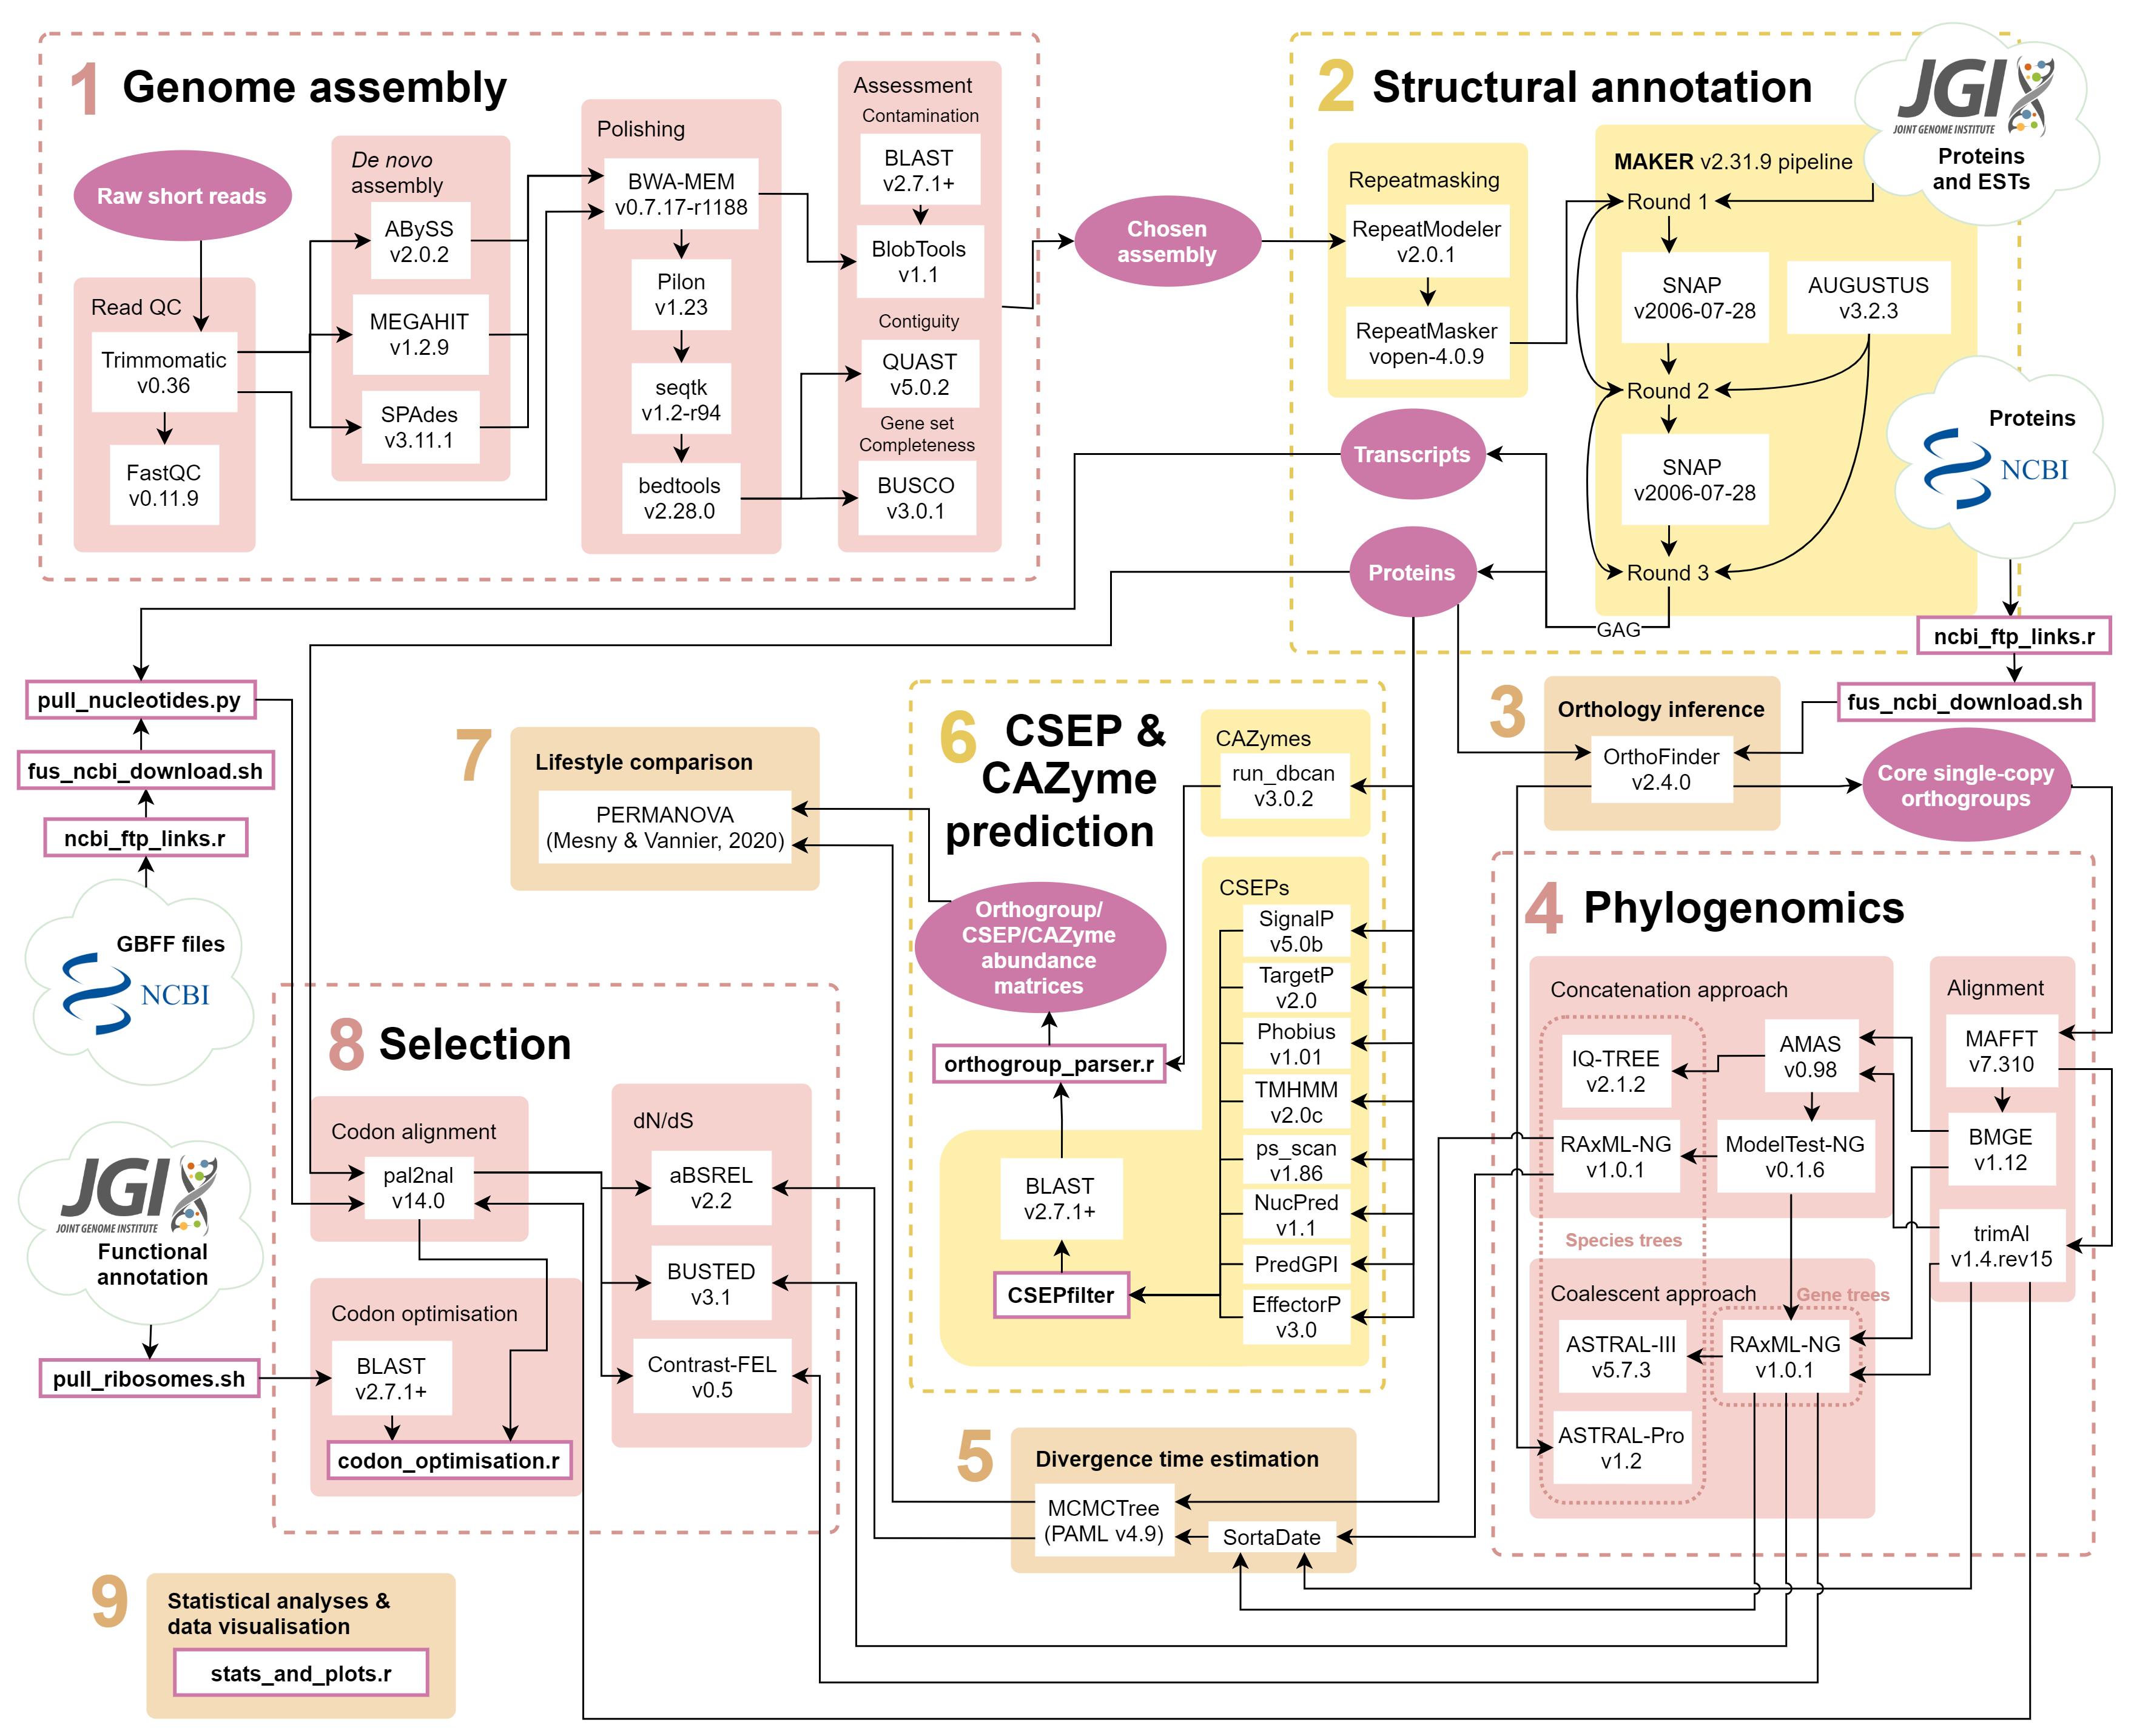 1 Genome assembly
Raw short reads
Read QC
Trimmomatic
v0.36
FastQC
v0.11.9
De novo
assembly
ABySS
v2.0.2
MEGAHIT
v1.2.9
SPAdes
v3.11.1
Polishing
BWA-MEM
v0.7.17-r1188
Pilon
v1.23
seqtk
v1.2-r94
bedtools
v2.28.0
Assessment
Contamination
BLAST
v2.7.1+
BlobTools
v1.1
Contiguity
QUAST
v5.0.2
Gene set
Completeness
BUSCO
v3.0.1
Chosen
assembly
2 Structural annotation
Repeatmasking
RepeatModeler
v2.0.1
RepeatMasker
vopen-4.0.9
MAKER v2.31.9 pipeline
Round 1
SNAP
v2006-07-28
AUGUSTUS
v3.2.3
Round 2
SNAP
v2006-07-28
Round 3
GAG
JGI
JOINT GENOME INSTITUTE
Proteins
and ESTs
Proteins
NCBI
Transcripts
Proteins
ncbi_ftp_links.r
fus_ncbi_download.sh
3
Orthology inference
OrthoFinder
v2.4.0
Core single-copy
orthogroups
4 Phylogenomics
Concatenation approach
IQ-TREE
v2.1.2
AMAS
v0.98
RAxML-NG
v1.0.1
ModelTest-NG
v0.1.6
Species trees
Alignment
MAFFT
v7.310
BMGE
v1.12
trimAl
v1.4.rev15
Coalescent approach
Gene trees
ASTRAL-III
v5.7.3
RAxML-NG
v1.0.1
ASTRAL-Pro
v1.2
5
Divergence time estimation
MCMCTree
(PAML v4.9)
SortaDate
6 CSEP &
CAZyme
prediction
CAZymes
run_dbcan
v3.0.2
CSEPs
SignalP
v5.0b
TargetP
v2.0
Phobius
v1.01
TMHMM
v2.0c
ps_scan
v1.86
NucPred
v1.1
PredGPI
EffectorP
v3.0
Orthogroup/
CSEP/CAZyme
abundance
matrices
orthogroup_parser.r
BLAST
v2.7.1+
CSEPfilter
7
Lifestyle comparison
PERMANOVA
(Mesny & Vannier, 2020)
pull_nucleotides.py
fus_ncbi_download.sh
ncbi_ftp_links.r
GBFF files
NCBI
JGI
JOINT GENOME INSTITUTE
Functional
annotation
pull_ribosomes.sh
8 Selection
Codon alignment
pal2nal
v14.0
Codon optimisation
BLAST
v2.7.1+
codon_optimisation.r
dN/dS
aBSREL
v2.2
BUSTED
v3.1
Contrast-FEL
v0.5
9
Statistical analyses &
data visualisation
stats_and_plots.r